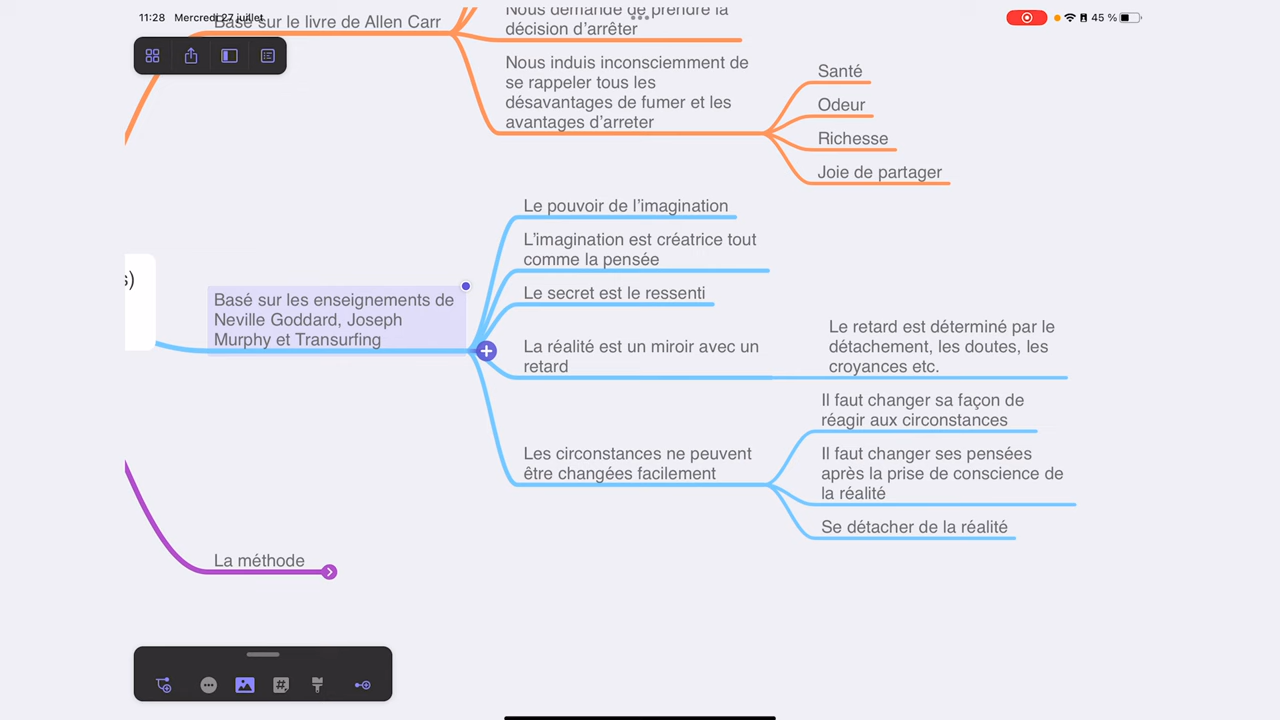 11:28 Mercredi 27 juillet
45 %
Basé sur le livre de Allen Carr
Nous demande de prendre la
décision d'arrêter
Nous induis inconsciemment de
se rappeler tous les
désavantages de fumer et les
avantages d'arreter
Santé
Odeur
Richesse
Joie de partager
s)
Basé sur les enseignements de
Neville Goddard, Joseph
Murphy et Transurfing
Le pouvoir de l'imagination
L'imagination est créatrice tout
comme la pensée
Le secret est le ressenti
La réalité est un miroir avec un
retard
Le retard est déterminé par le
détachement, les doutes, les
croyances etc.
Les circonstances ne peuvent
être changées facilement
Il faut changer sa façon de
réagir aux circonstances
Il faut changer ses pensées
après la prise de conscience de
la réalité
Se détacher de la réalité
La méthode